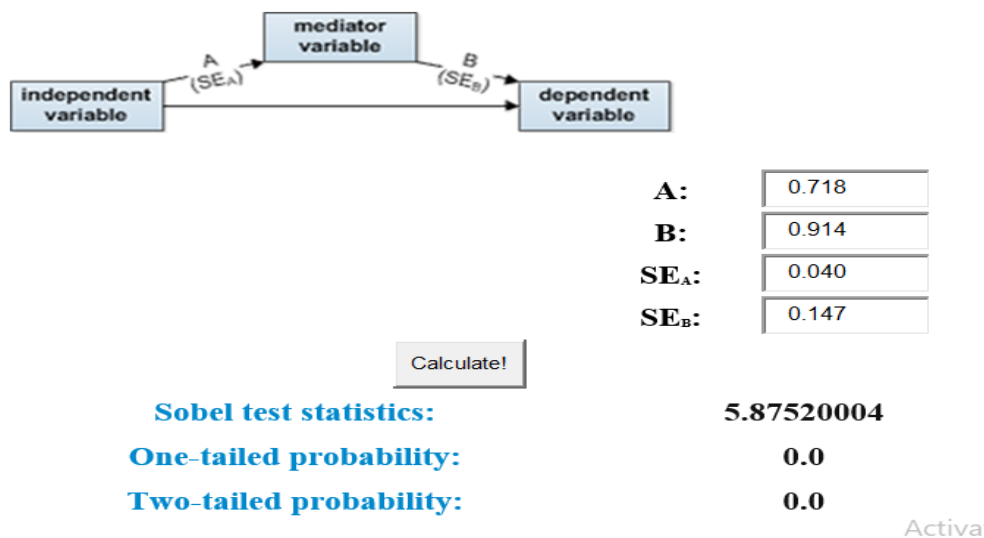 mediator
variable
A
(SEA)
B
(SEB)
independent
variable
dependent
variable
A: 0.718
B: 0.914
SEA: 0.040
SEB: 0.147
Calculate!
Sobel test statistics: 5.87520004
One-tailed probability: 0.0
Two-tailed probability: 0.0
Activa